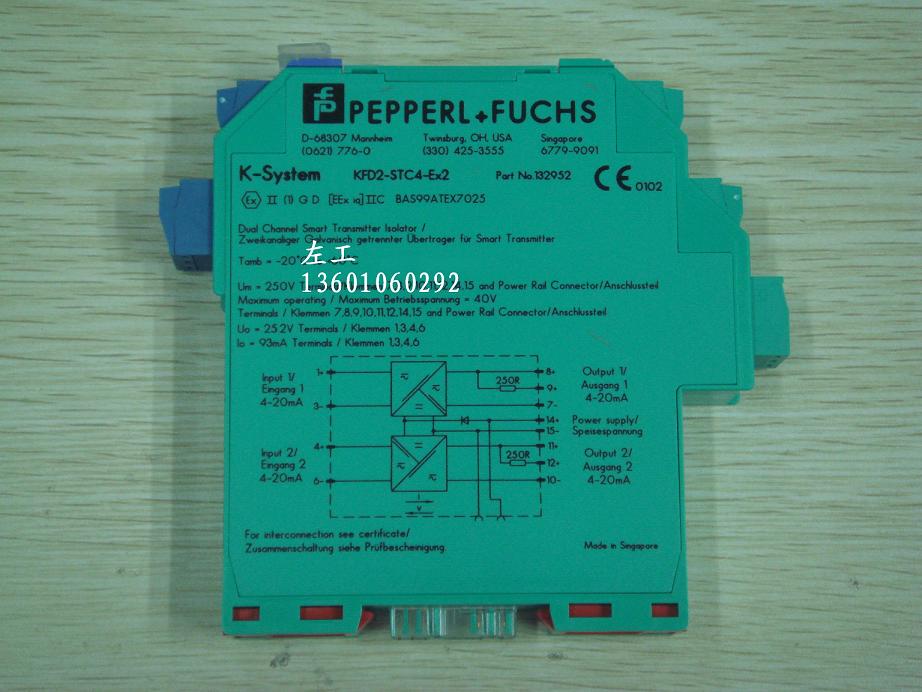 PEPPERL+FUCHS
D-68307 Mannheim Twinsburg, OH, USA Singapore
(0621) 776-0 (330) 425-3555 6779-9091
K-System KFD2-STC4-Ex2 Part No.132952 CE 0102
Ex II (1) G D [EEx ia] IIC BAS99ATEX7025
Dual Channel Smart Transmitter Isolator /
Zweikanaliger Galvanisch getrennter Übertrager für Smart Transmitter
左工
Tamb = -20°
13601060292
Um = 250V 14,15 and Power Rail Connector/Anschlussteil
Maximum operating / Maximum Betriebsspannung = 40V
Terminals / Klemmen 7,8,9,10,11,12,14,15 and Power Rail Connector/Anschlussteil
Uo = 25.2V Terminals / Klemmen 1,3,4,6
Io = 93mA Terminals / Klemmen 1,3,4,6
Input 1/
Eingang 1
4-20mA
1+
3-
Input 2/
Eingang 2
4-20mA
4+
6-
250R
250R
V
8+
9+
7-
14+
15-
11+
12+
10-
Output 1/
Ausgang 1
4-20mA
Power supply/
Speisespannung
Output 2/
Ausgang 2
4-20mA
For interconnection see certificate/
Zusammenschaltung siehe Prüfbescheinigung.
Made in Singapore